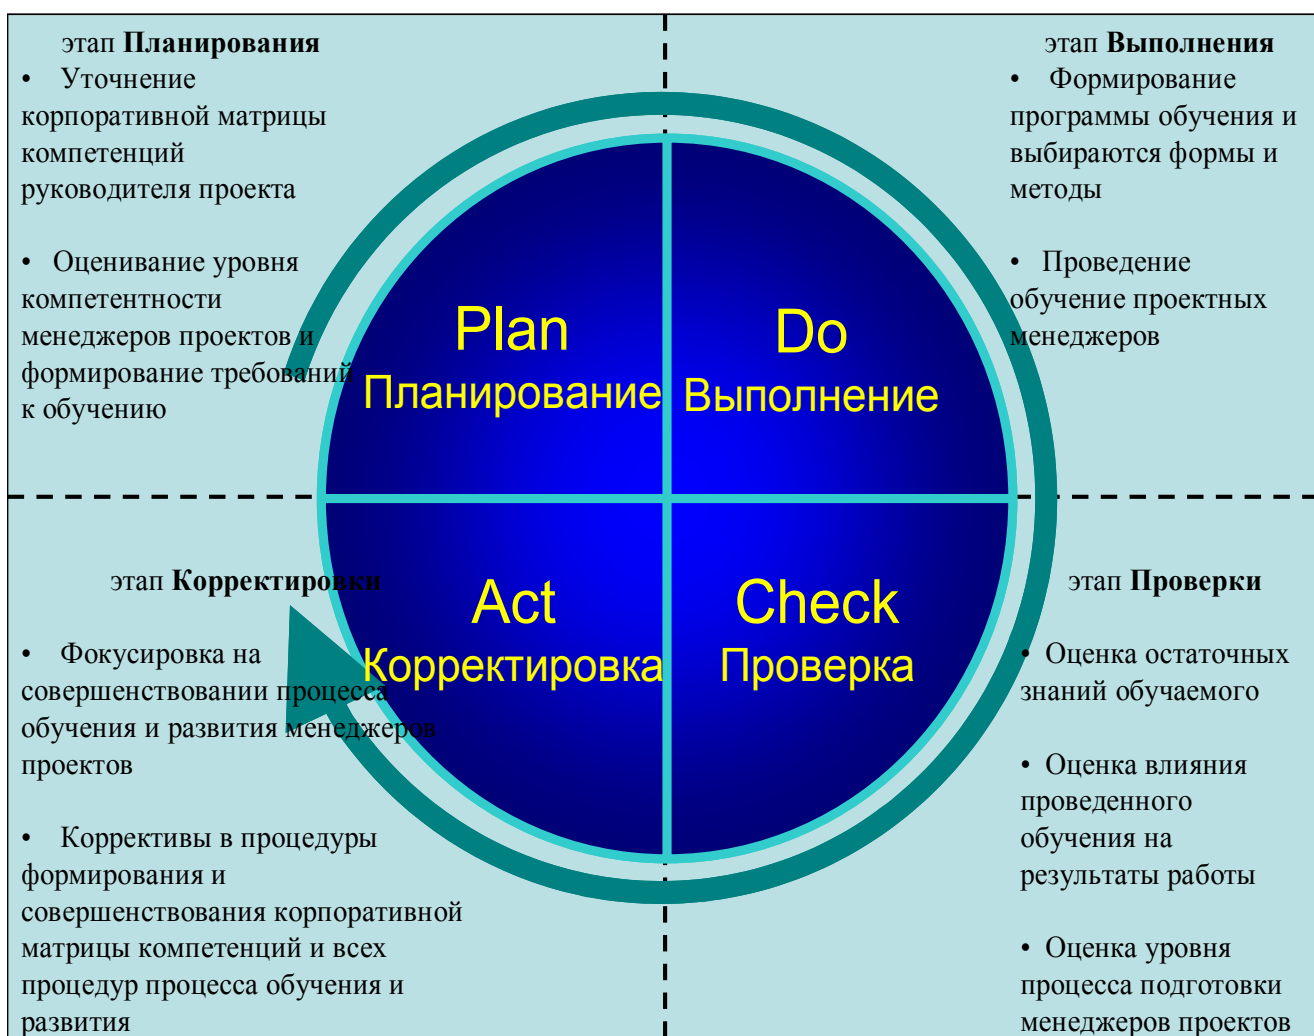 этап Планирования
• Уточнение
корпоративной матрицы
компетенций
руководителя проекта
• Оценивание уровня
компетентности
менеджеров проектов и
формирование требований
к обучению
этап Выполнения
• Формирование
программы обучения и
выбираются формы и
методы
• Проведение
обучение проектных
менеджеров
Plan
Планирование
Do
Выполнение
Act
Корректировка
Check
Проверка
этап Корректировки
• Фокусировка на
совершенствовании процесса
обучения и развития менеджеров
проектов
• Коррективы в процедуры
формирования и
совершенствования корпоративной
матрицы компетенций и всех
процедур процесса обучения и
развития
этап Проверки
• Оценка остаточных
знаний обучаемого
• Оценка влияния
проведенного
обучения на
результаты работы
• Оценка уровня
процесса подготовки
менеджеров проектов